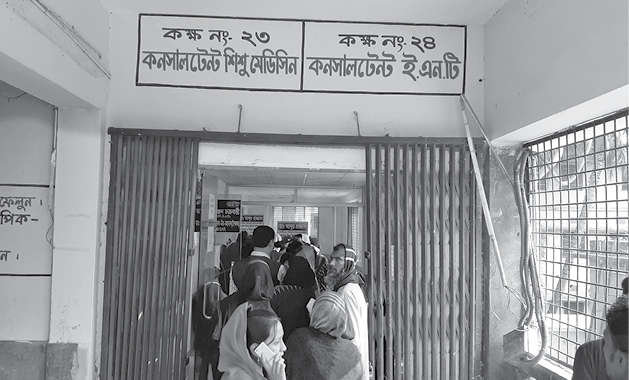 কক্ষ নং- ২৩
কনসালটেন্ট শিশু মেডিসিন
কক্ষ নং- ২৪
কনসালটেন্ট ই.এন.টি
ফেলুন।
পিক-
ন।